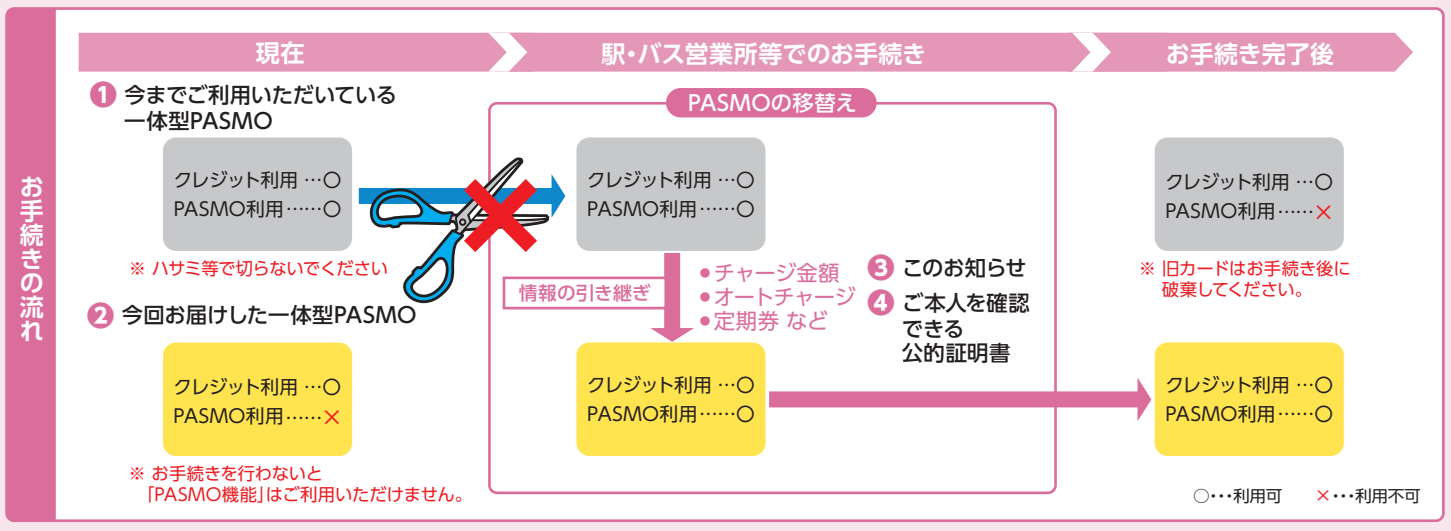 お手続きの流れ
現在
駅・バス営業所等でのお手続き
お手続き完了後
❶ 今までご利用いただいている
一体型PASMO
クレジット利用 …○
PASMO利用……○
※ ハサミ等で切らないでください
❷ 今回お届けした一体型PASMO
クレジット利用 …○
PASMO利用……×
※ お手続きを行わないと
「PASMO機能」はご利用いただけません。
PASMOの移替え
クレジット利用 …○
PASMO利用……○
情報の引き継ぎ
●チャージ金額
●オートチャージ
●定期券 など
❸ このお知らせ
❹ ご本人を確認
できる
公的証明書
クレジット利用 …○
PASMO利用……○
クレジット利用 …○
PASMO利用……×
※ 旧カードはお手続き後に
破棄してください。
クレジット利用 …○
PASMO利用……○
○・・・利用可 ×・・・利用不可